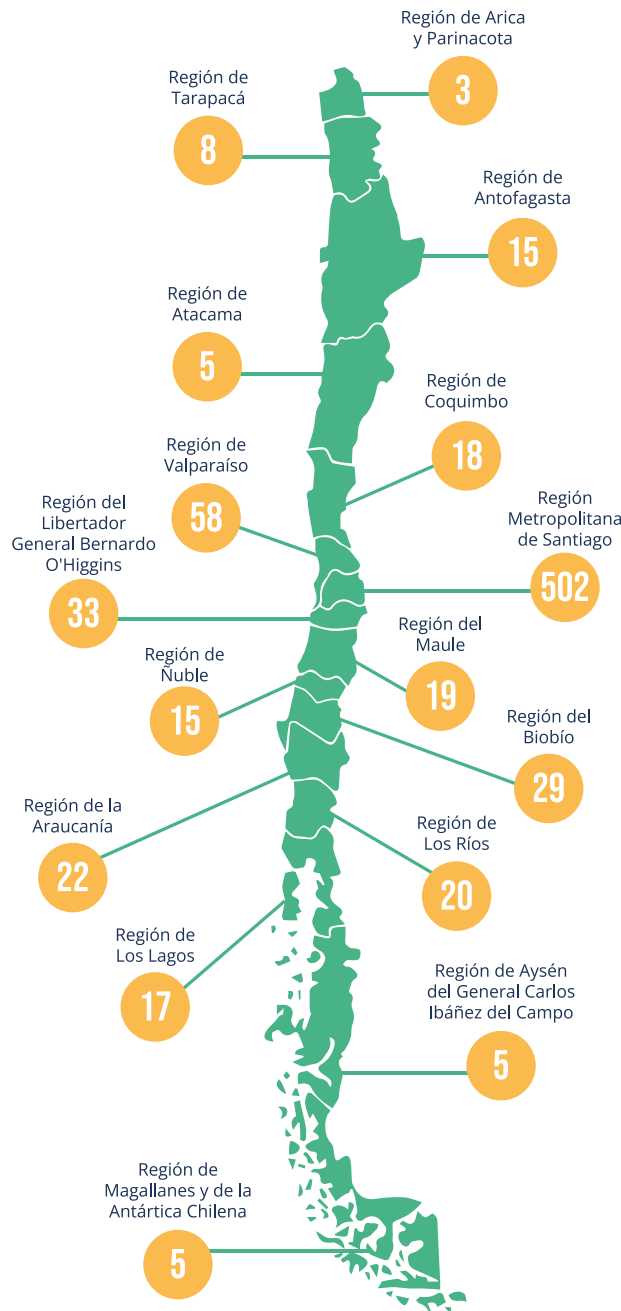 Región de Arica
y Parinacota
3
Región de
Tarapacá
8
Región de
Antofagasta
15
Región de
Atacama
5
Región de
Coquimbo
18
Región de
Valparaíso
58
Región
Metropolitana
de Santiago
502
Región del
Libertador
General Bernardo
O'Higgins
33
Región del
Maule
19
Región de
Ñuble
15
Región del
Biobío
29
Región de la
Araucanía
22
Región de
Los Ríos
20
Región de
Los Lagos
17
Región de Aysén
del General Carlos
Ibáñez del Campo
5
Región de
Magallanes y de la
Antártica Chilena
5